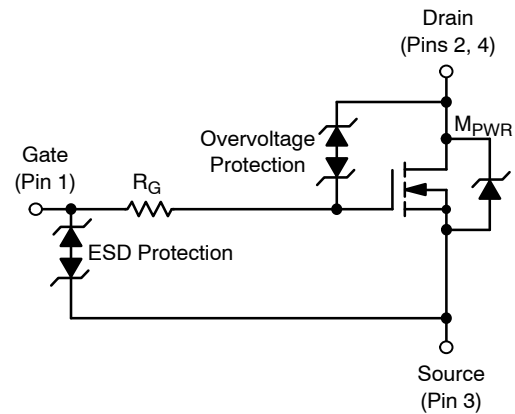 Drain
(Pins 2, 4)
MPWR
Overvoltage
Protection
Gate
(Pin 1)
RG
ESD Protection
Source
(Pin 3)